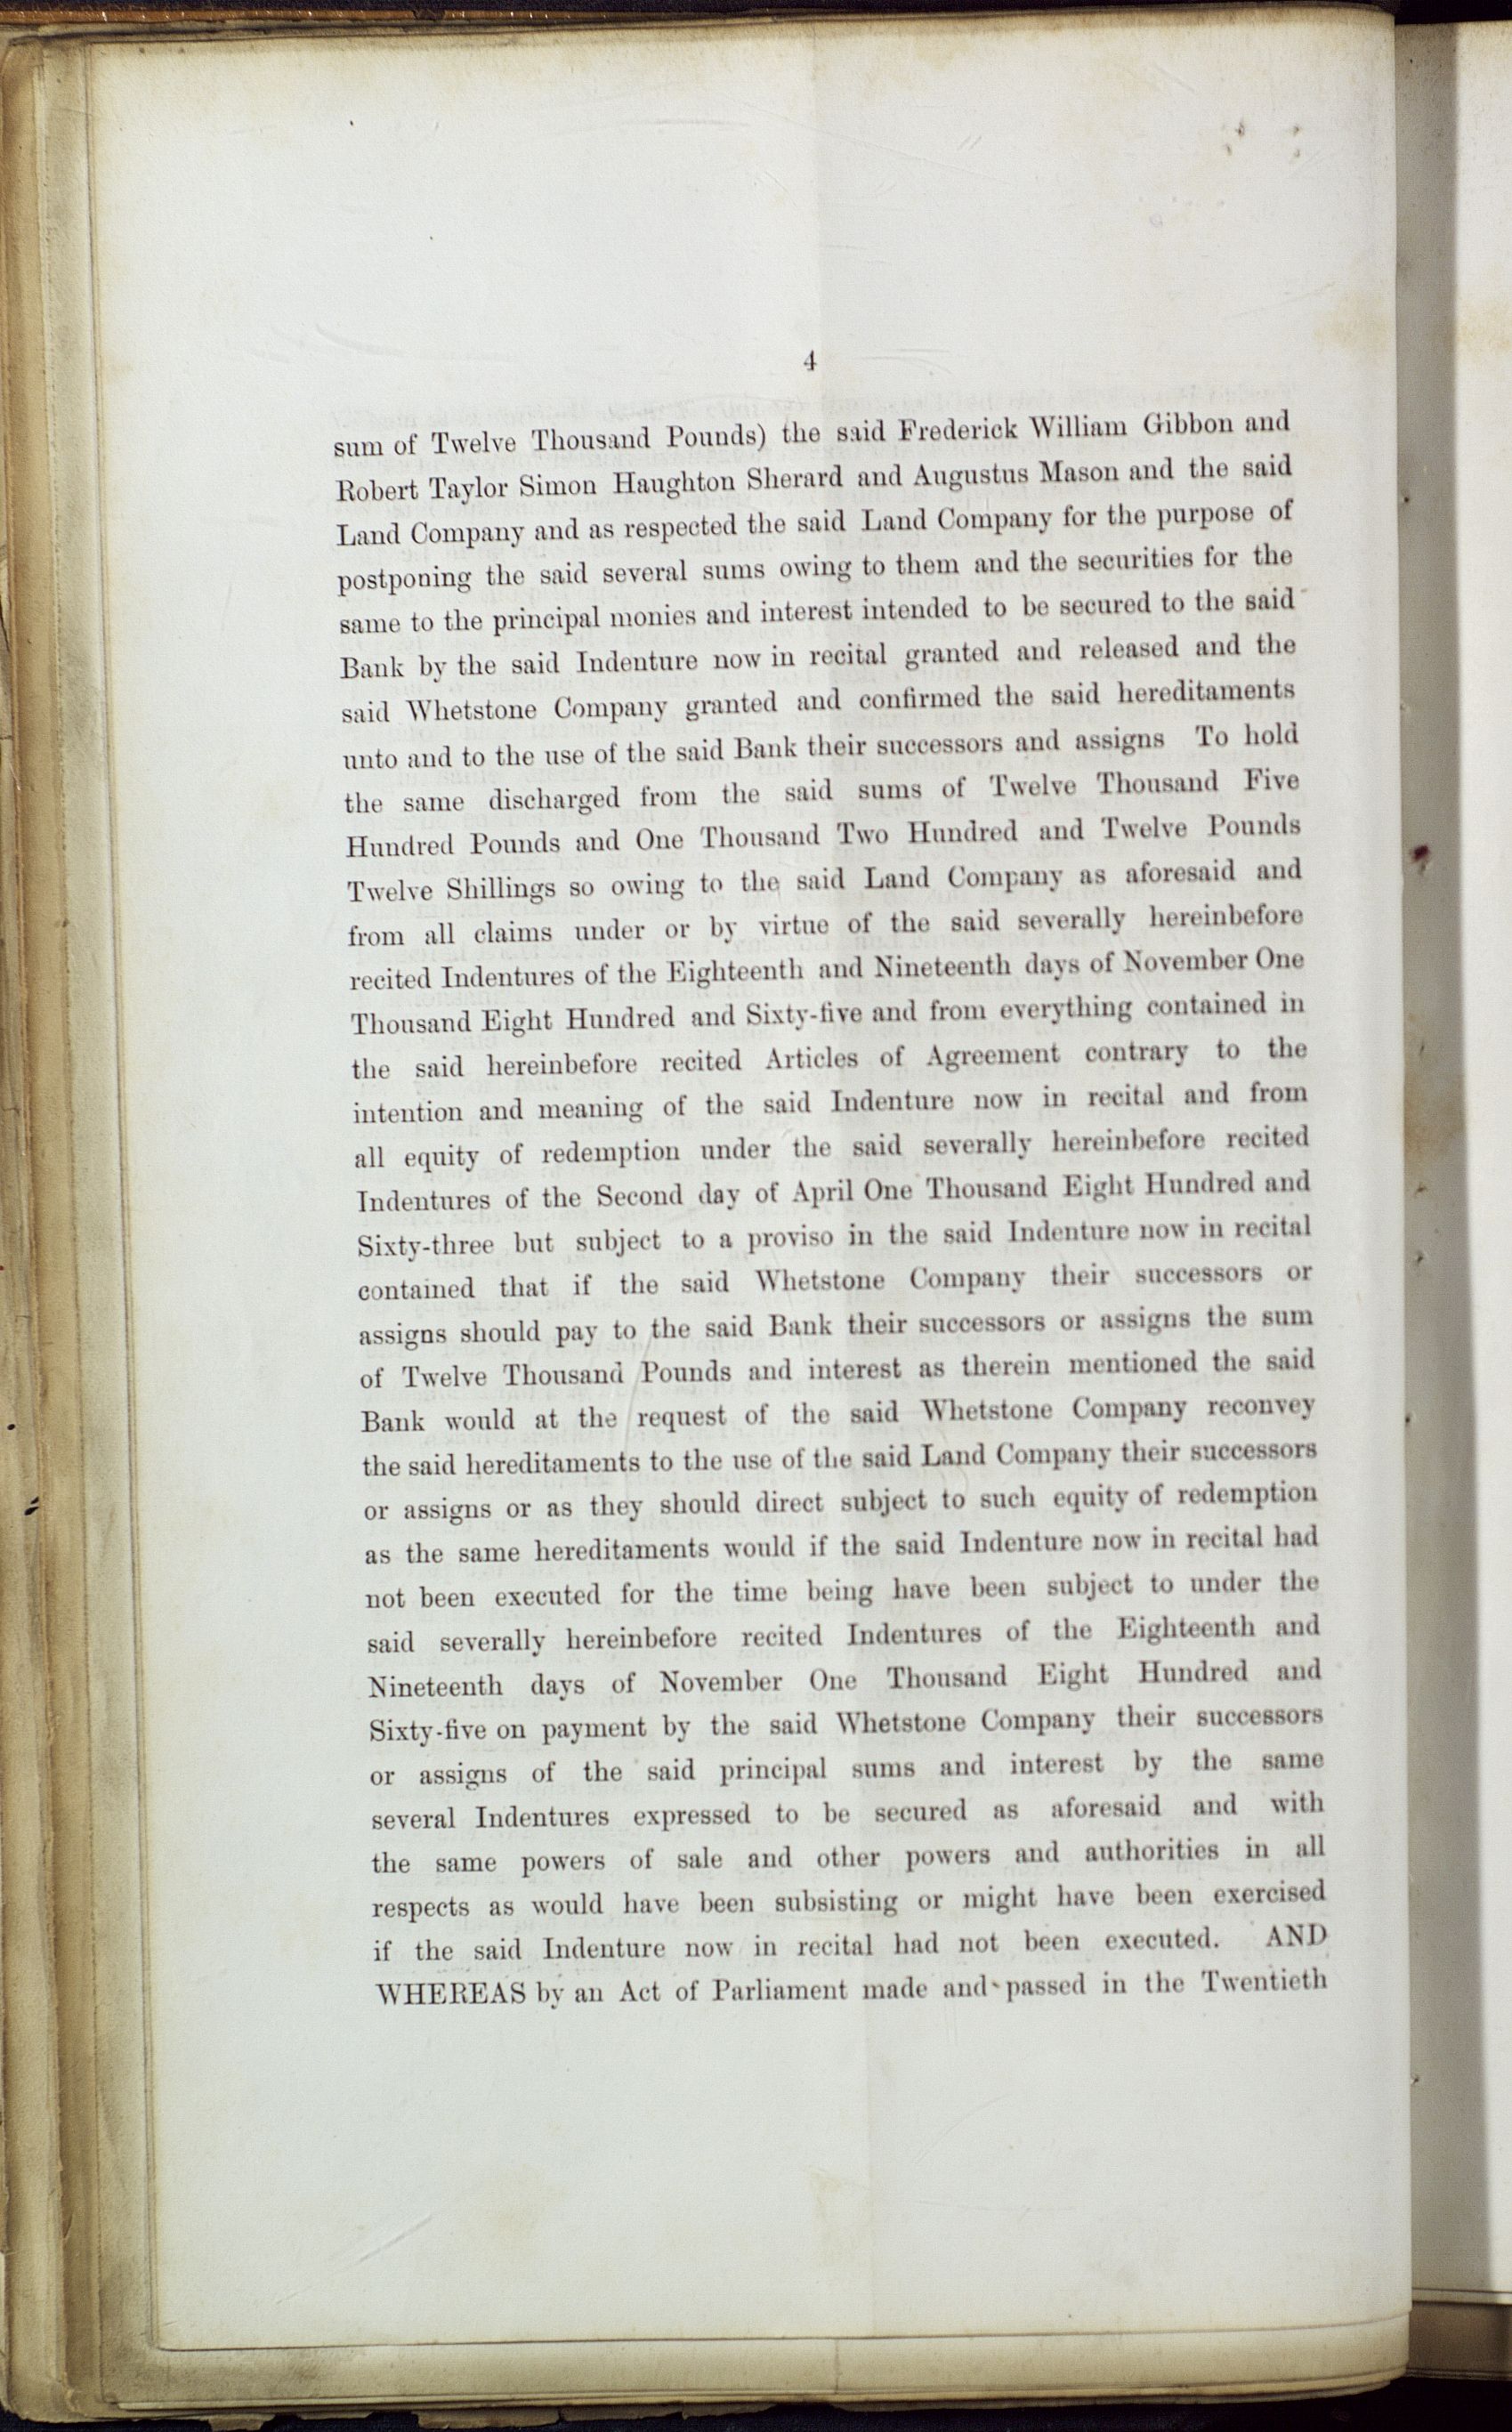 4
sum of Twelve Thousand Pounds) the said Frederick William Gibbon and
Robert Taylor Simon Haughton Sherard and Augustus Mason and the said
Land Company and as respected the said Land Company for the purpose of
postponing the said several sums owing to them and the securities for the
same to the principal monies and interest intended to be secured to the said
Bank by the said Indenture now in recital granted and released and the
said Whetstone Company granted and confirmed the said hereditaments
unto and to the use of the said Bank their successors and assigns To hold
the same discharged from the said sums of Twelve Thousand Five
Hundred Pounds and One Thousand Two Hundred and Twelve Pounds
Twelve Shillings so owing to the said Land Company as aforesaid and
from all claims under or by virtue of the said severally hereinbefore
recited Indentures of the Eighteenth and Nineteenth days of November One
Thousand Eight Hundred and Sixty-five and from everything contained in
the said hereinbefore recited Articles of Agreement contrary to the
intention and meaning of the said Indenture now in recital and from
all equity of redemption under the said severally hereinbefore recited
Indentures of the Second day of April One Thousand Eight Hundred and
Sixty-three but subject to a proviso in the said Indenture now in recital
contained that if the said Whetstone Company their successors or
assigns should pay to the said Bank their successors or assigns the sum
of Twelve Thousand Pounds and interest as therein mentioned the said
Bank would at the request of the said Whetstone Company reconvey
the said hereditaments to the use of the said Land Company their successors
or assigns or as they should direct subject to such equity of redemption
as the same hereditaments would if the said Indenture now in recital had
not been executed for the time being have been subject to under the
said severally hereinbefore recited Indentures of the Eighteenth and
Nineteenth days of November One Thousand Eight Hundred and
Sixty-five on payment by the said Whetstone Company their successors
or assigns of the said principal sums and interest by the same
several Indentures expressed to be secured as aforesaid and with
the same powers of sale and other powers and authorities in all
respects as would have been subsisting or might have been exercised
if the said Indenture now in recital had not been executed. AND
WHEREAS by an Act of Parliament made and passed in the Twentieth